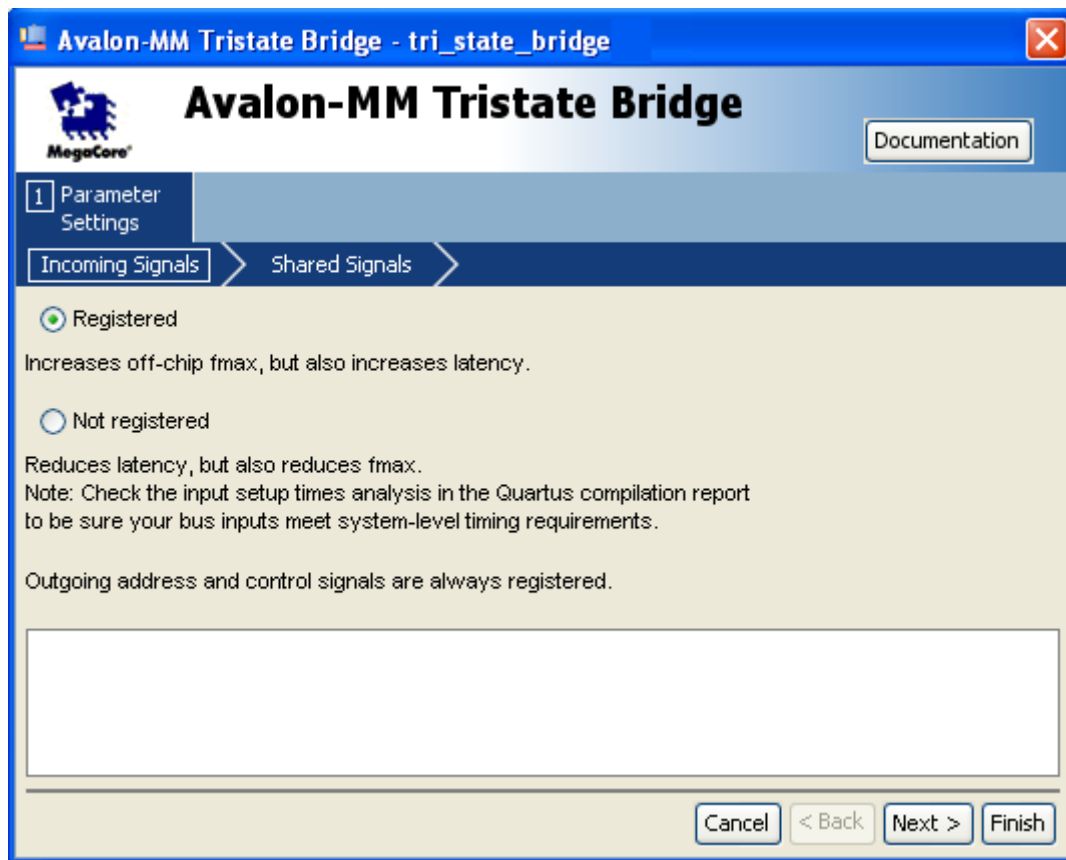 Avalon-MM Tristate Bridge - tri_state_bridge
Avalon-MM Tristate Bridge
MegaCore®
Documentation
1 Parameter
Settings
Incoming Signals
Shared Signals
Registered
Increases off-chip fmax, but also increases latency.
Not registered
Reduces latency, but also reduces fmax.
Note: Check the input setup times analysis in the Quartus compilation report
to be sure your bus inputs meet system-level timing requirements.
Outgoing address and control signals are always registered.
Cancel
< Back
Next >
Finish